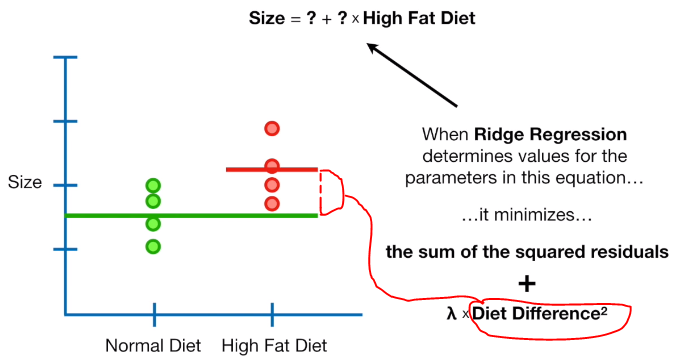 Size = ? + ? x High Fat Diet
When Ridge Regression
determines values for the
parameters in this equation…
Size
…it minimizes…
the sum of the squared residuals
+
λ x Diet Difference²
Normal Diet
High Fat Diet